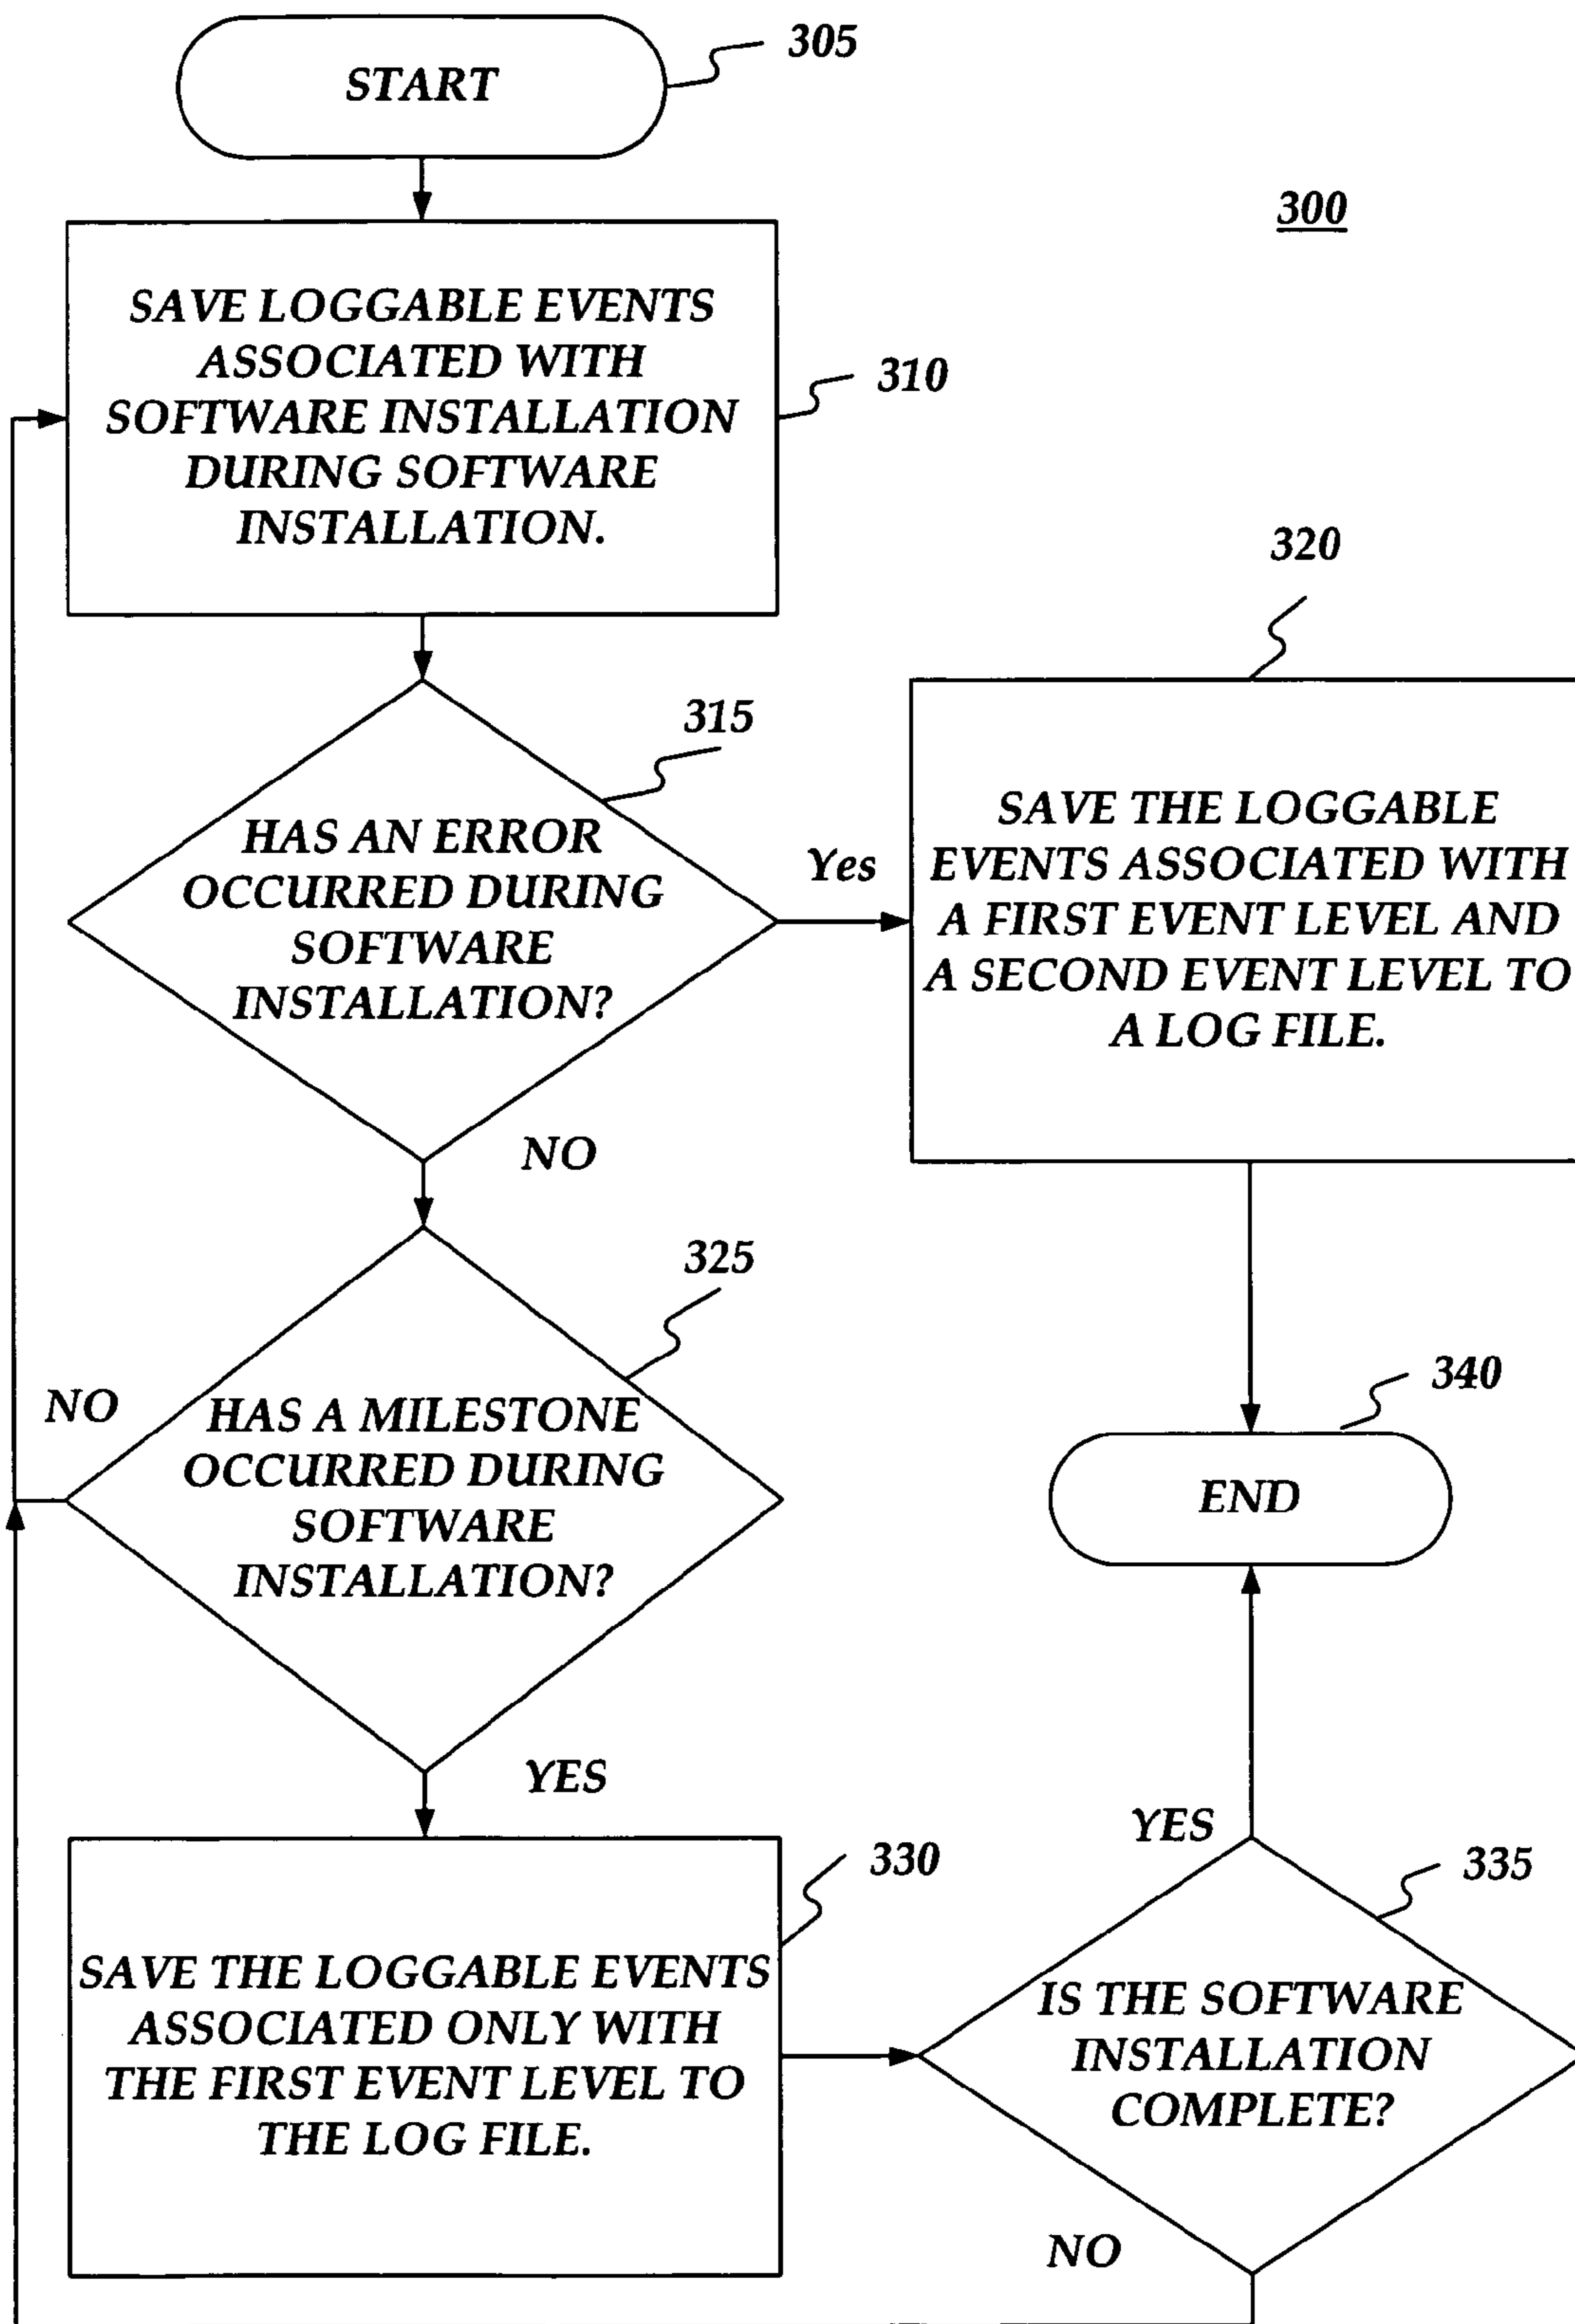 START
305
300
SAVE LOGGABLE EVENTS
ASSOCIATED WITH
SOFTWARE INSTALLATION
DURING SOFTWARE
INSTALLATION.
310
315
HAS AN ERROR
OCCURRED DURING
SOFTWARE
INSTALLATION?
Yes
NO
320
SAVE THE LOGGABLE
EVENTS ASSOCIATED WITH
A FIRST EVENT LEVEL AND
A SECOND EVENT LEVEL TO
A LOG FILE.
325
HAS A MILESTONE
OCCURRED DURING
SOFTWARE
INSTALLATION?
NO
YES
340
END
330
SAVE THE LOGGABLE EVENTS
ASSOCIATED ONLY WITH
THE FIRST EVENT LEVEL TO
THE LOG FILE.
YES
335
IS THE SOFTWARE
INSTALLATION
COMPLETE?
NO